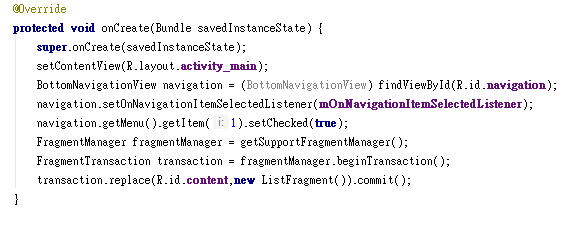 @Override
protected void onCreate(Bundle savedInstanceState) {
super.onCreate(savedInstanceState);
setContentView(R.layout.activity_main);
BottomNavigationView navigation = (BottomNavigationView) findViewById(R.id.navigation);
navigation.setOnNavigationItemSelectedListener(mOnNavigationItemSelectedListener);
navigation.getMenu().getItem( i: 1).setChecked(true);
FragmentManager fragmentManager = getSupportFragmentManager();
FragmentTransaction transaction = fragmentManager.beginTransaction();
transaction.replace(R.id.content,new ListFragment()).commit();
}